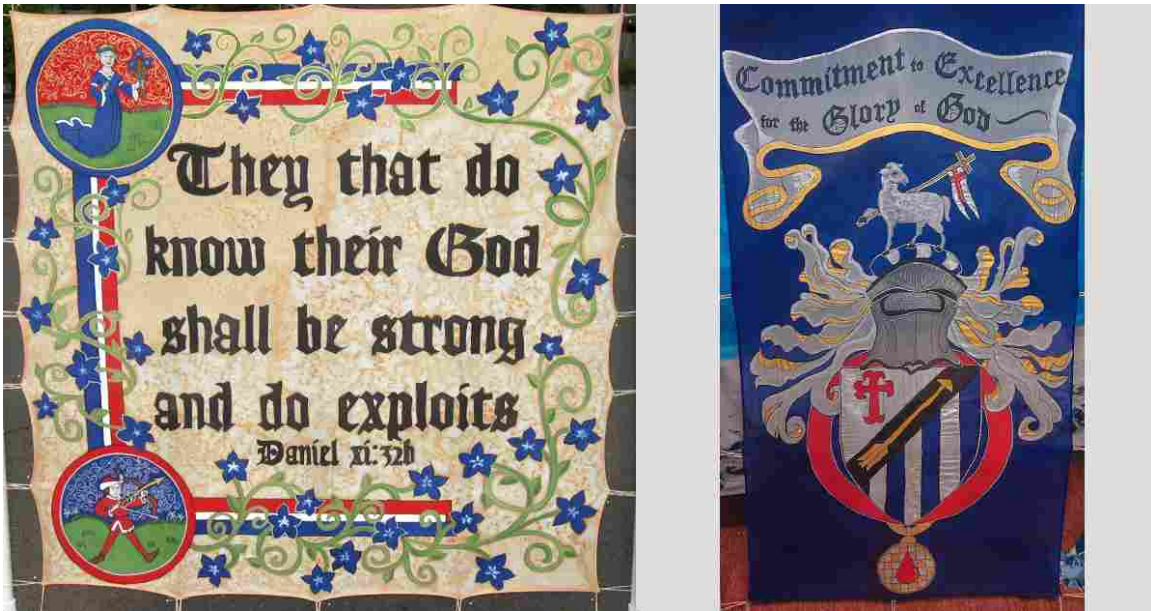 They that do
know their God
shall be strong
and do exploits
Daniel xi:32b
Commitment to Excellence
for the Glory of God